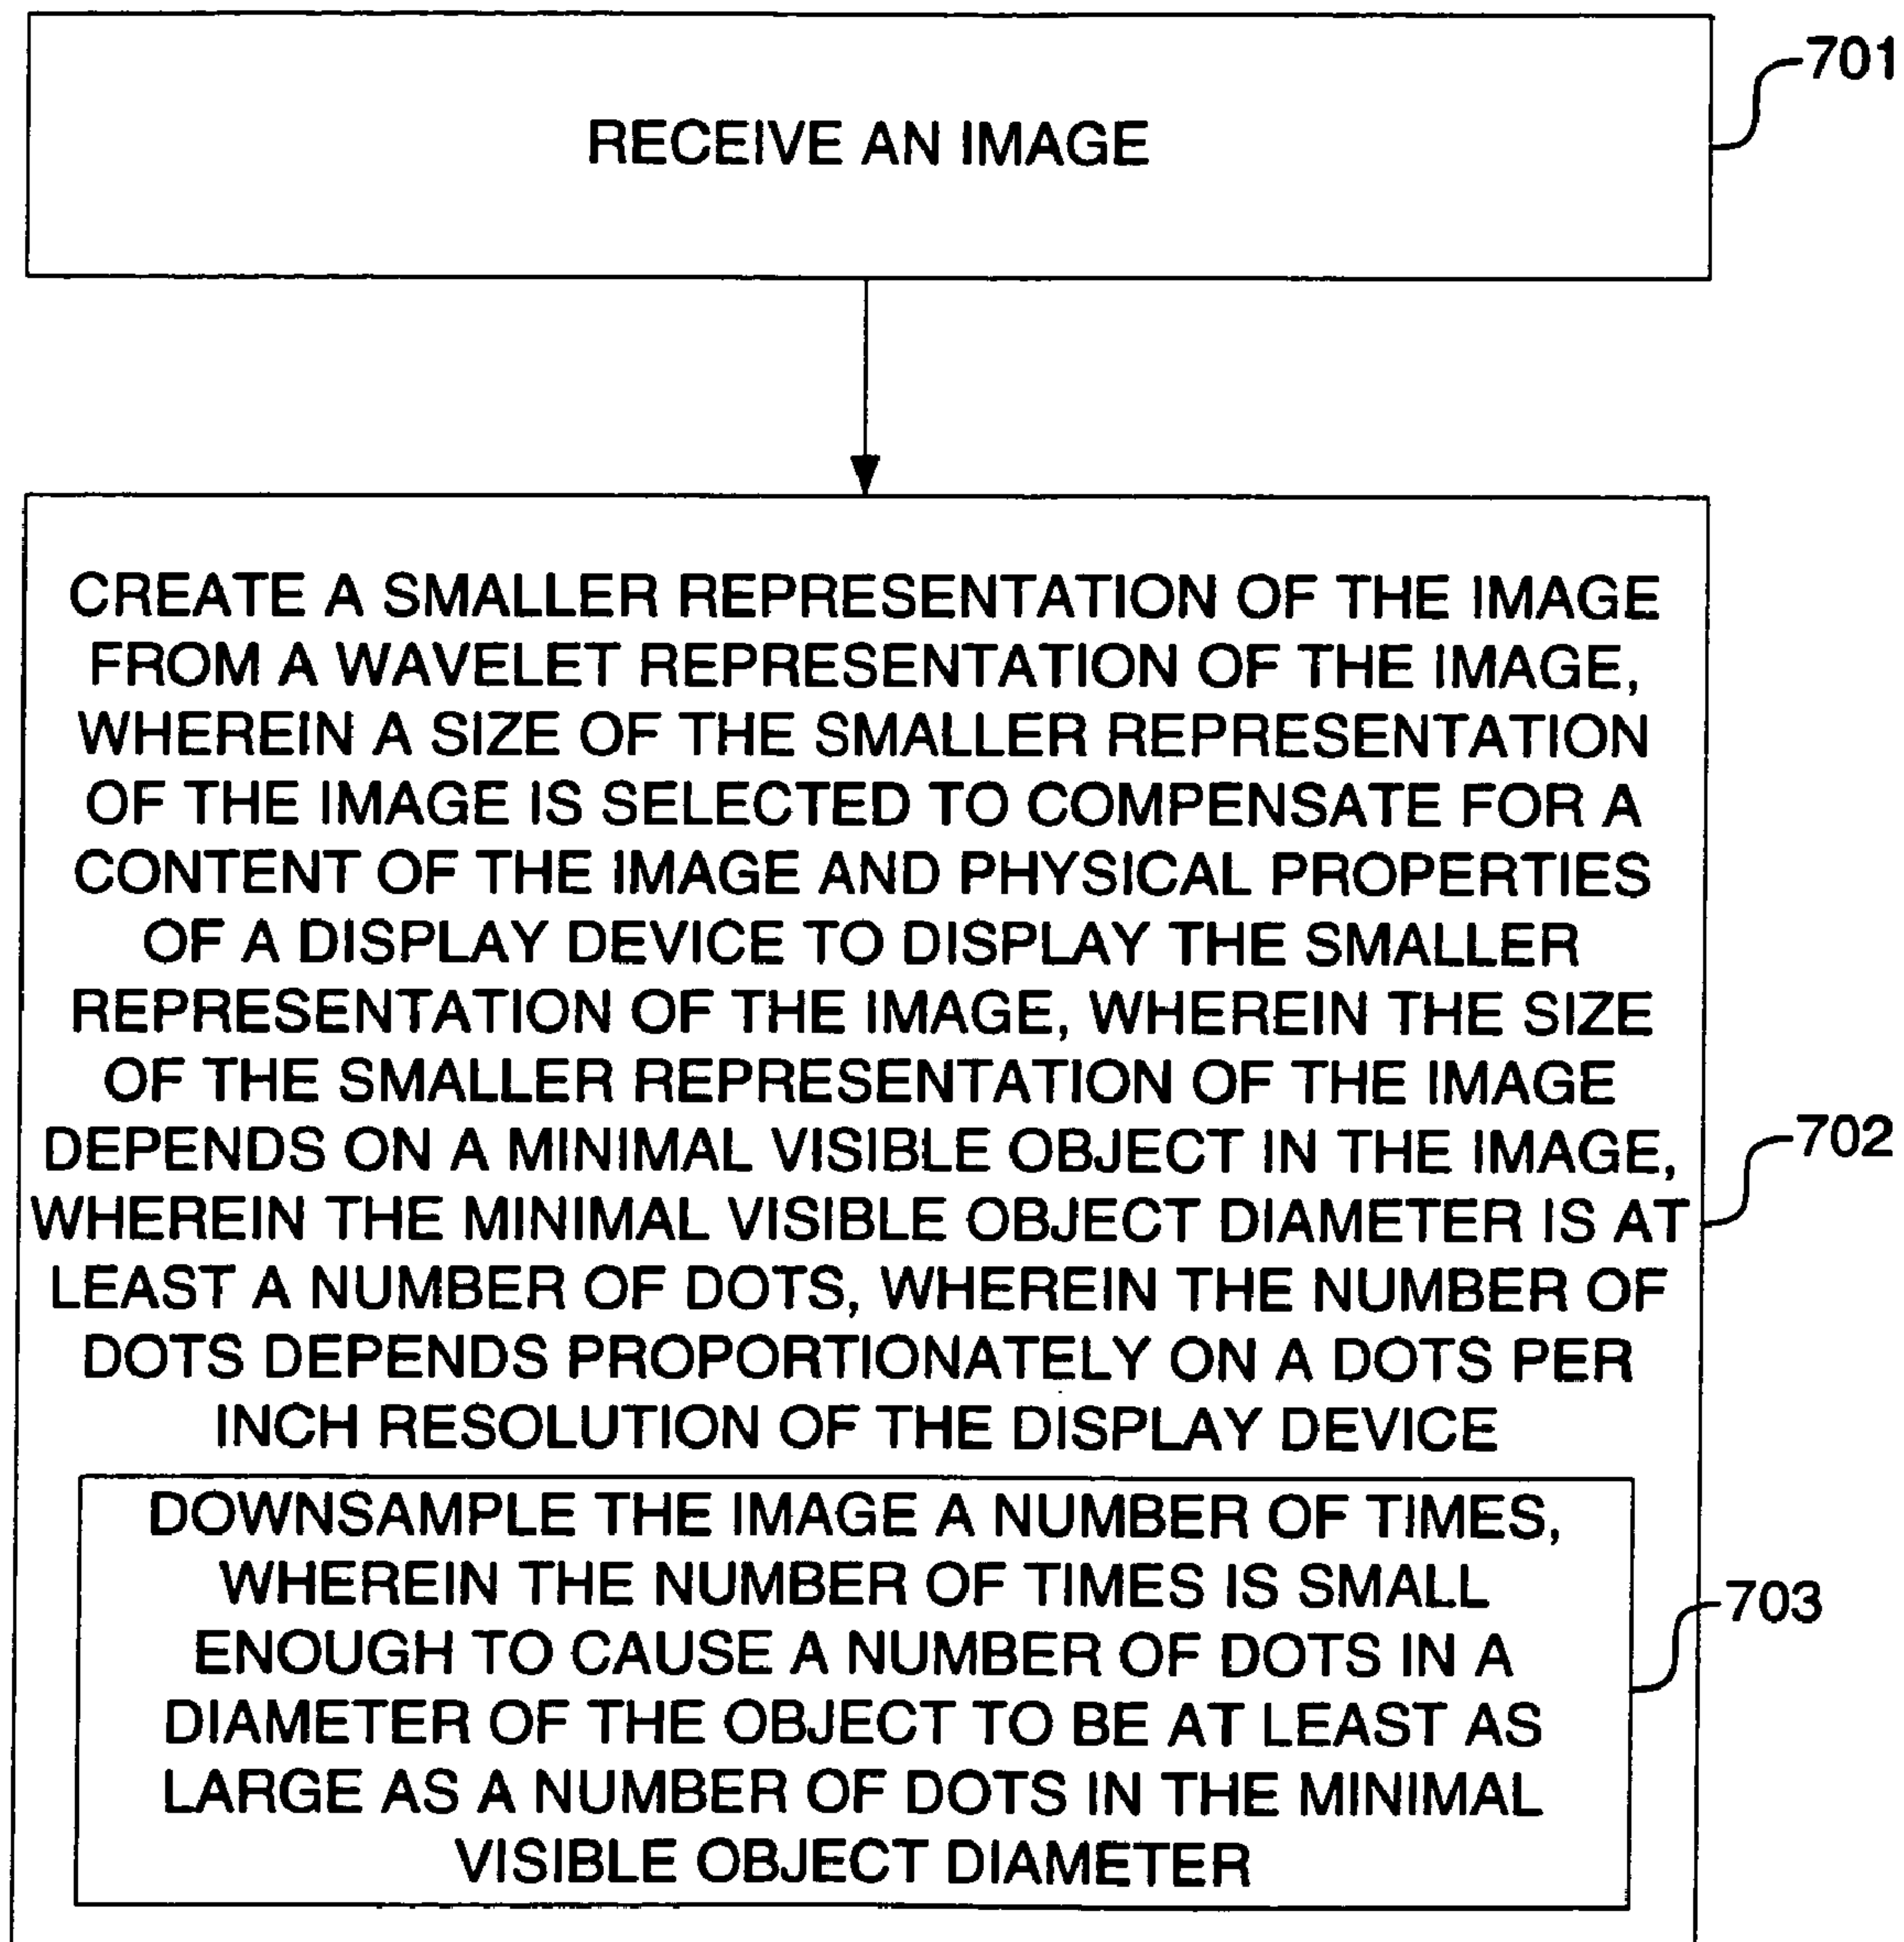 RECEIVE AN IMAGE
701
CREATE A SMALLER REPRESENTATION OF THE IMAGE
FROM A WAVELET REPRESENTATION OF THE IMAGE,
WHEREIN A SIZE OF THE SMALLER REPRESENTATION
OF THE IMAGE IS SELECTED TO COMPENSATE FOR A
CONTENT OF THE IMAGE AND PHYSICAL PROPERTIES
OF A DISPLAY DEVICE TO DISPLAY THE SMALLER
REPRESENTATION OF THE IMAGE, WHEREIN THE SIZE
OF THE SMALLER REPRESENTATION OF THE IMAGE
DEPENDS ON A MINIMAL VISIBLE OBJECT IN THE IMAGE,
WHEREIN THE MINIMAL VISIBLE OBJECT DIAMETER IS AT
LEAST A NUMBER OF DOTS, WHEREIN THE NUMBER OF
DOTS DEPENDS PROPORTIONATELY ON A DOTS PER
INCH RESOLUTION OF THE DISPLAY DEVICE
702
DOWNSAMPLE THE IMAGE A NUMBER OF TIMES,
WHEREIN THE NUMBER OF TIMES IS SMALL
ENOUGH TO CAUSE A NUMBER OF DOTS IN A
DIAMETER OF THE OBJECT TO BE AT LEAST AS
LARGE AS A NUMBER OF DOTS IN THE MINIMAL
VISIBLE OBJECT DIAMETER
703